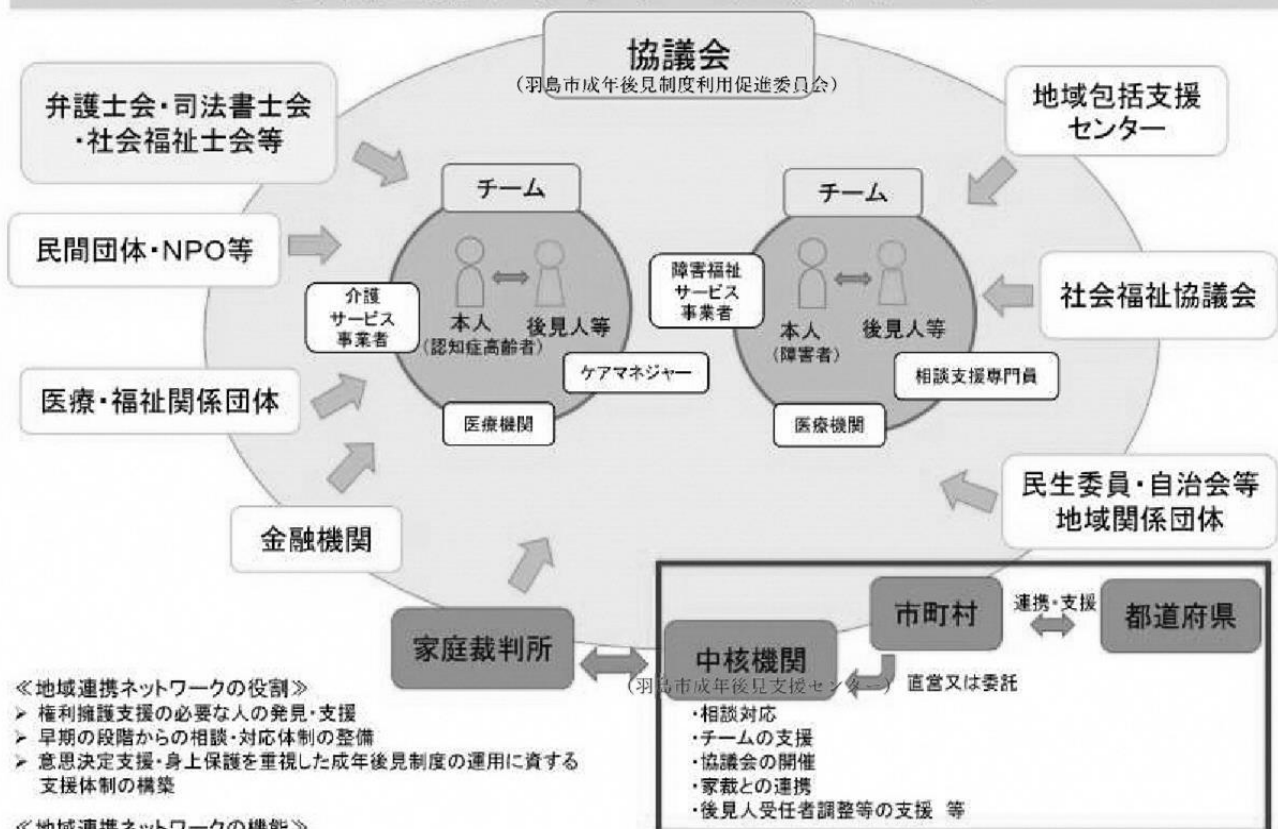 協議会
(羽島市成年後見制度利用促進委員会)
弁護士会・司法書士会
・社会福祉士会等
地域包括支援
センター
チーム
チーム
民間団体・NPO等
介護
サービス
事業者
本人
(認知症高齢者)
後見人等
ケアマネジャー
医療機関
障害福祉
サービス
事業者
本人
(障害者)
後見人等
相談支援専門員
医療機関
社会福祉協議会
医療・福祉関係団体
民生委員・自治会等
地域関係団体
金融機関
家庭裁判所
中核機関
(羽島市成年後見支援センター)
市町村
連携・支援
都道府県
直営又は委託
・相談対応
・チームの支援
・協議会の開催
・家裁との連携
・後見人受任者調整等の支援 等
≪地域連携ネットワークの役割≫
➢ 権利擁護支援の必要な人の発見・支援
➢ 早期の段階からの相談・対応体制の整備
➢ 意思決定支援・身上保護を重視した成年後見制度の運用に資する
支援体制の構築
≪地域連携ネットワークの機能≫